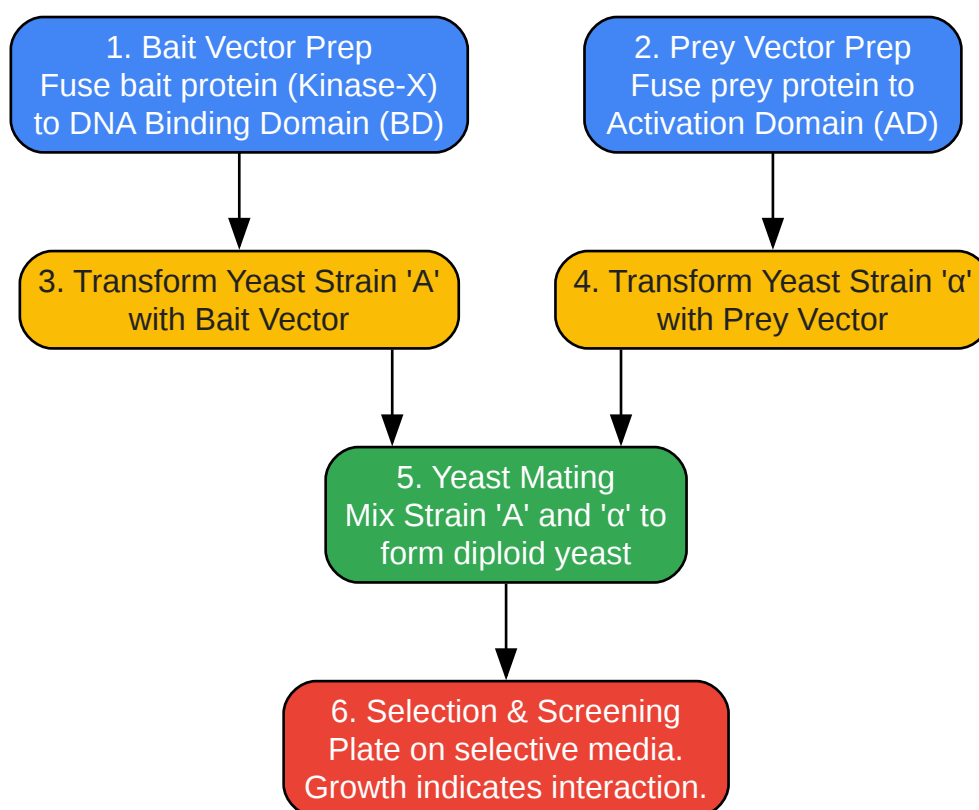 1. Bait Vector Prep
Fuse bait protein (Kinase-X)
to DNA Binding Domain (BD)
2. Prey Vector Prep
Fuse prey protein to
Activation Domain (AD)
3. Transform Yeast Strain 'A'
with Bait Vector
4. Transform Yeast Strain 'α'
with Prey Vector
5. Yeast Mating
Mix Strain 'A' and 'α' to
form diploid yeast
6. Selection & Screening
Plate on selective media.
Growth indicates interaction.